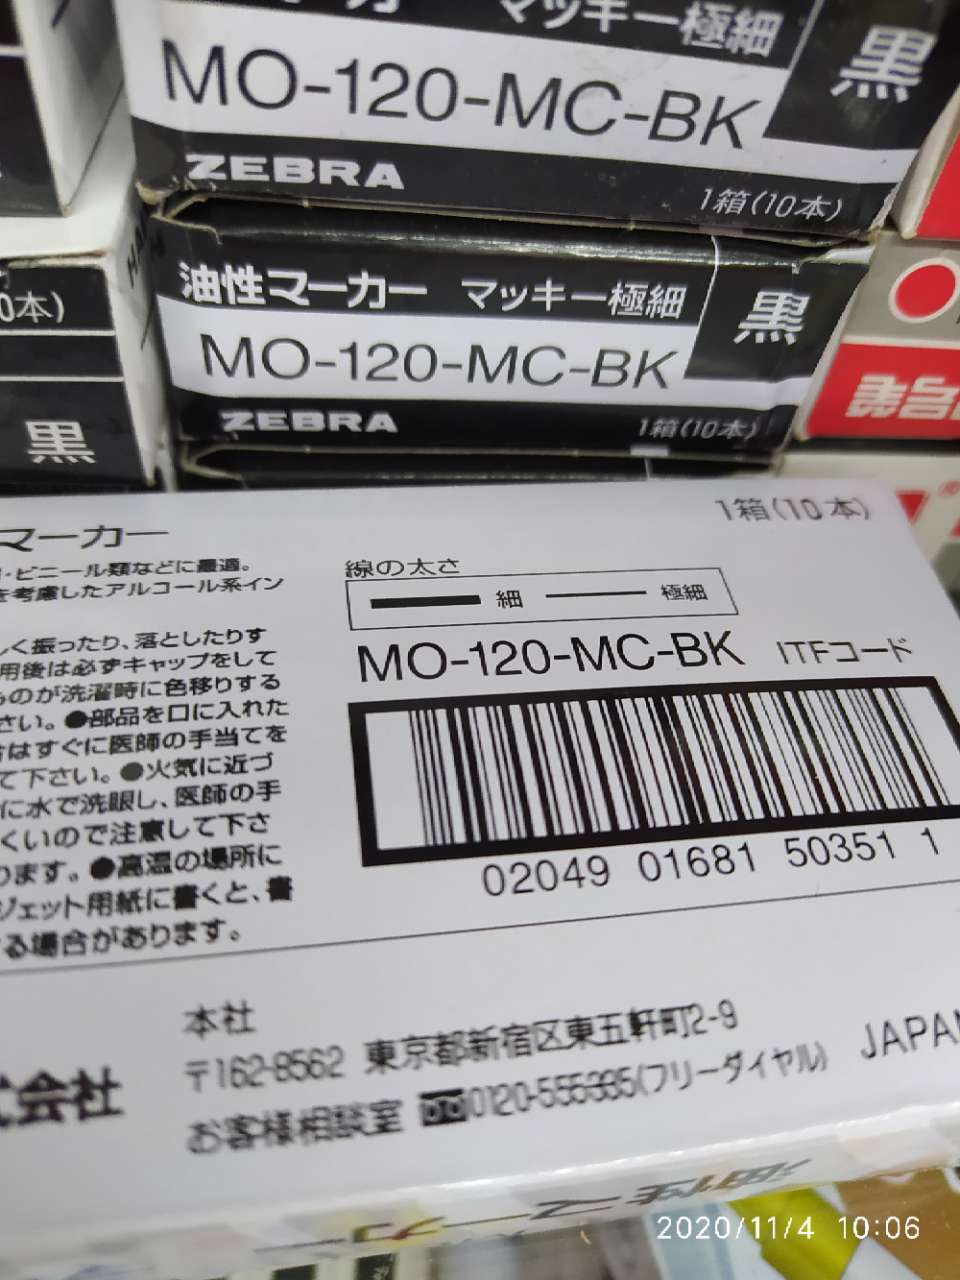 マッキー極細
黒
MO-120-MC-BK
ZEBRA
1箱(10本)
油性マーカー マッキー極細
黒
MO-120-MC-BK
ZEBRA
1箱(10本)
0本)
黒
1箱(10本)
マーカー
・ビニール類などに最適。
を考慮したアルコール系イン
しく振ったり、落としたりす
用後は必ずキャップをして
ものが洗濯時に色移りする
さい。●部品を口に入れた
合はすぐに医師の手当てを
て下さい。●火気に近づ
に水で洗眼し、医師の手
くいので注意して下さ
ります。●高温の場所に
ジェット用紙に書くと、書
る場合があります。
線の太さ
細 極細
MO-120-MC-BK ITFコード
02049 01681 50351 1
本社
〒162-8562 東京都新宿区東五軒町2-9
お客様相談室 0120-555335(フリーダイヤル)
式会社
JAPAN
油性マーカー
2020/11/4 10:06